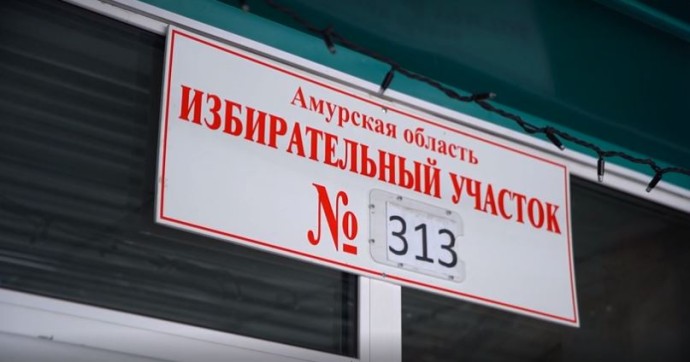 Амурская область
ИЗБИРАТЕЛЬНЫЙ УЧАСТОК
№ 313